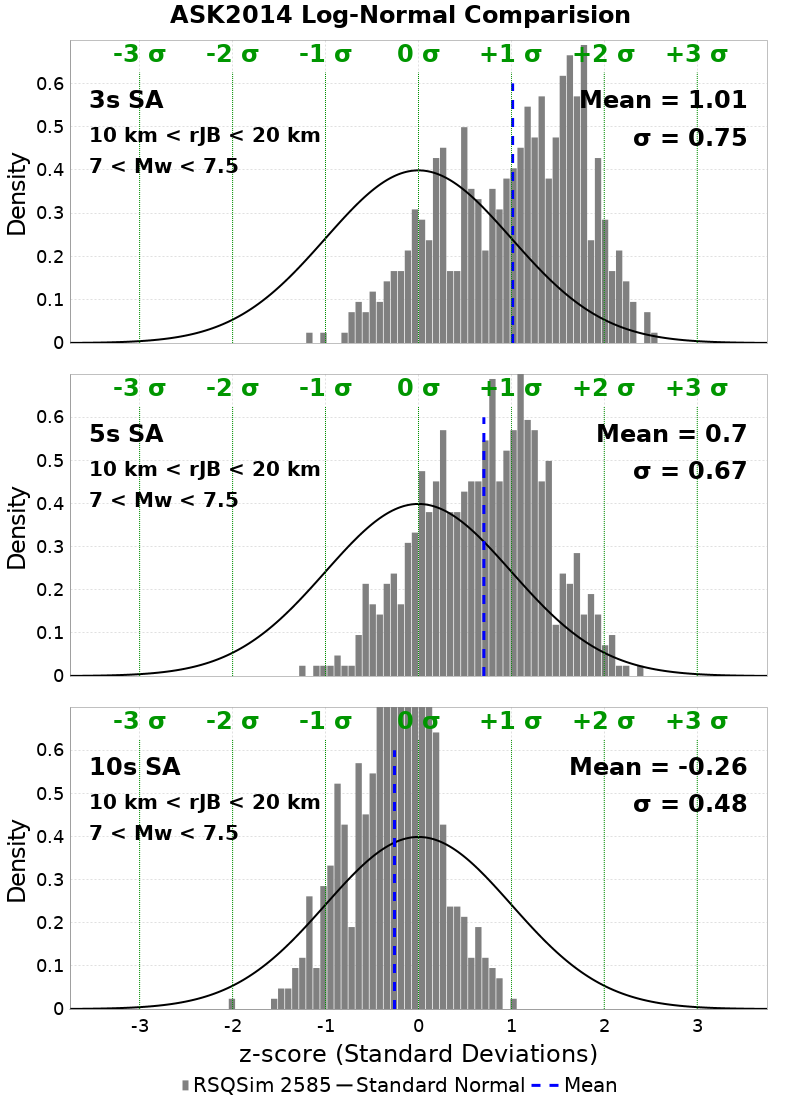 ASK2014 Log-Normal Comparision
-3 σ -2 σ -1 σ 0 σ +1 σ +2 σ +3 σ
3s SA
10 km < rJB < 20 km
7 < Mw < 7.5
Mean = 1.01
σ = 0.75
Density
0.6
0.5
0.4
0.3
0.2
0.1
0
-3 σ -2 σ -1 σ 0 σ +1 σ +2 σ +3 σ
5s SA
10 km < rJB < 20 km
7 < Mw < 7.5
Mean = 0.7
σ = 0.67
Density
0.6
0.5
0.4
0.3
0.2
0.1
0
-3 σ -2 σ -1 σ 0 σ +1 σ +2 σ +3 σ
10s SA
10 km < rJB < 20 km
7 < Mw < 7.5
Mean = -0.26
σ = 0.48
Density
0.6
0.5
0.4
0.3
0.2
0.1
0
-3 -2 -1 0 1 2 3
z-score (Standard Deviations)
RSQSim 2585 Standard Normal Mean